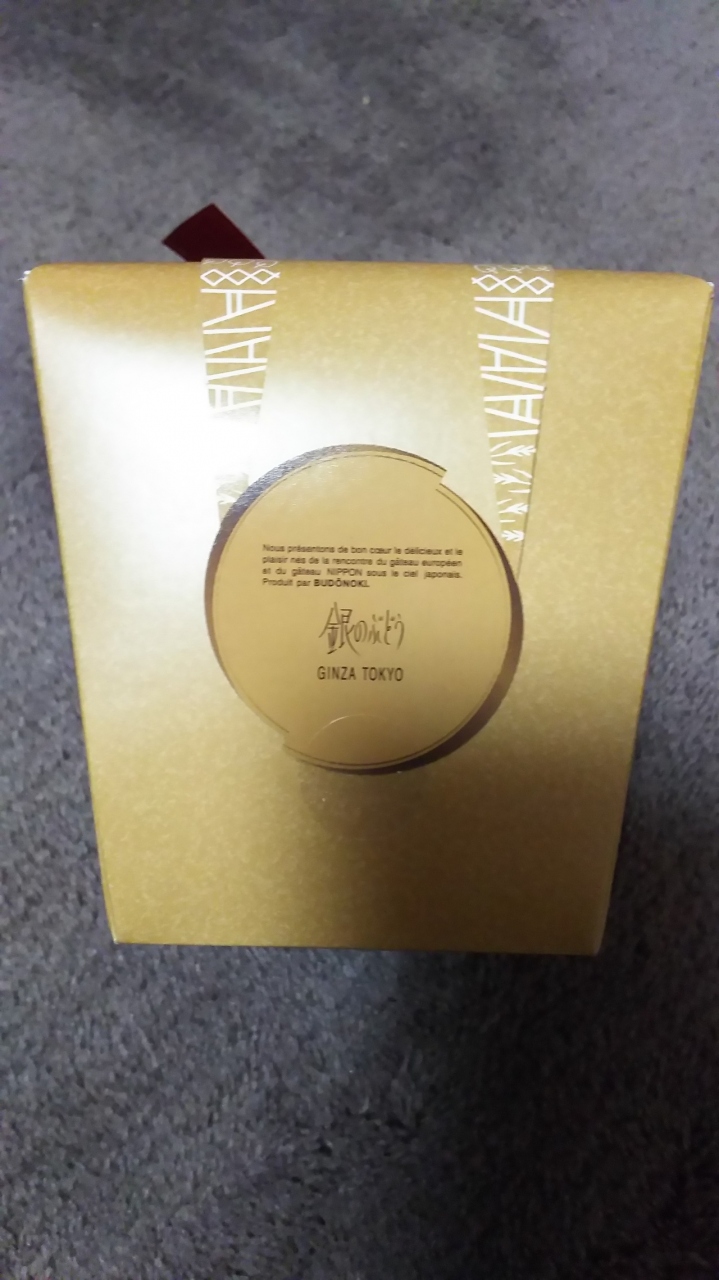 Nous présentons de bon cœur le délicieux et le
plaisir nés de la rencontre du gâteau européen
et du gâteau NIPPON sous le ciel japonais.
Produit par BUDŌNOKI.
銀のぶどう
GINZA TOKYO